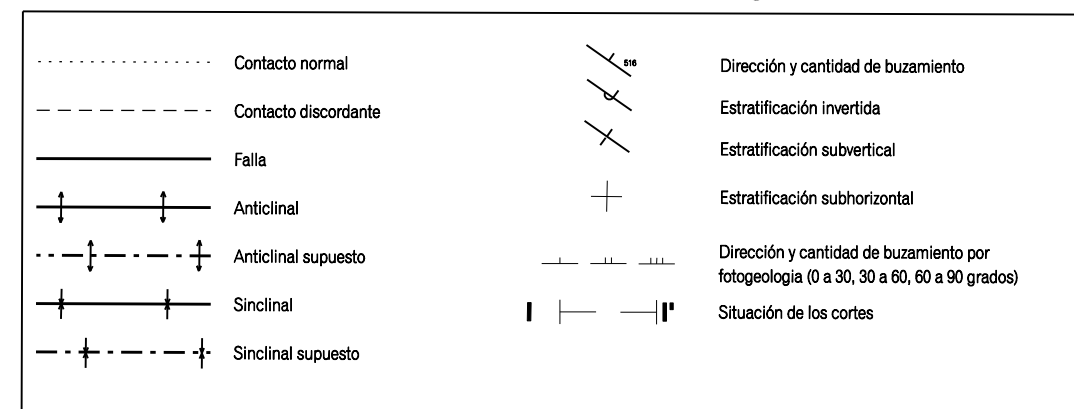 Contacto normal
Contacto discordante
Falla
Anticlinal
Anticlinal supuesto
Sinclinal
Sinclinal supuesto
516
Dirección y cantidad de buzamiento
Estratificación invertida
Estratificación subvertical
Estratificación subhorizontal
Dirección y cantidad de buzamiento por
fotogeologia (0 a 30, 30 a 60, 60 a 90 grados)
I I'
Situación de los cortes